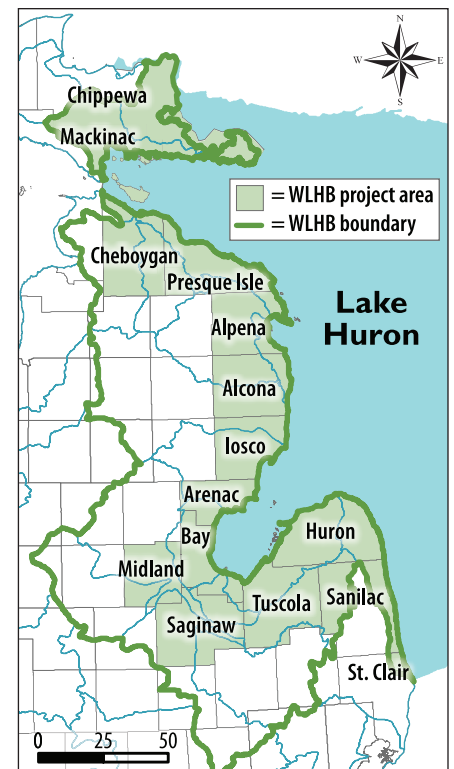 N
W E
S
Chippewa
Mackinac
= WLHB project area
= WLHB boundary
Cheboygan
Presque Isle
Lake
Huron
Alpena
Alcona
Iosco
Arenac
Bay
Huron
Midland
Tuscola
Sanilac
Saginaw
St. Clair
0 25 50